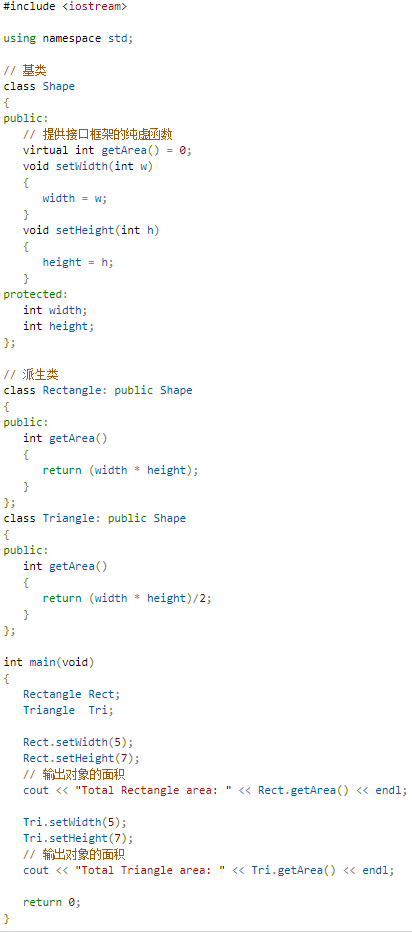 #include <iostream>
using namespace std;
// 基类
class Shape
{
public:
   // 提供接口框架的纯虚函数
   virtual int getArea() = 0;
   void setWidth(int w)
   {
      width = w;
   }
   void setHeight(int h)
   {
      height = h;
   }
protected:
   int width;
   int height;
};
// 派生类
class Rectangle: public Shape
{
public:
   int getArea()
   {
      return (width * height);
   }
};
class Triangle: public Shape
{
public:
   int getArea()
   {
      return (width * height)/2;
   }
};
int main(void)
{
   Rectangle Rect;
   Triangle  Tri;
   Rect.setWidth(5);
   Rect.setHeight(7);
   // 输出对象的面积
   cout << "Total Rectangle area: " << Rect.getArea() << endl;
   Tri.setWidth(5);
   Tri.setHeight(7);
   // 输出对象的面积
   cout << "Total Triangle area: " << Tri.getArea() << endl;
   return 0;
}